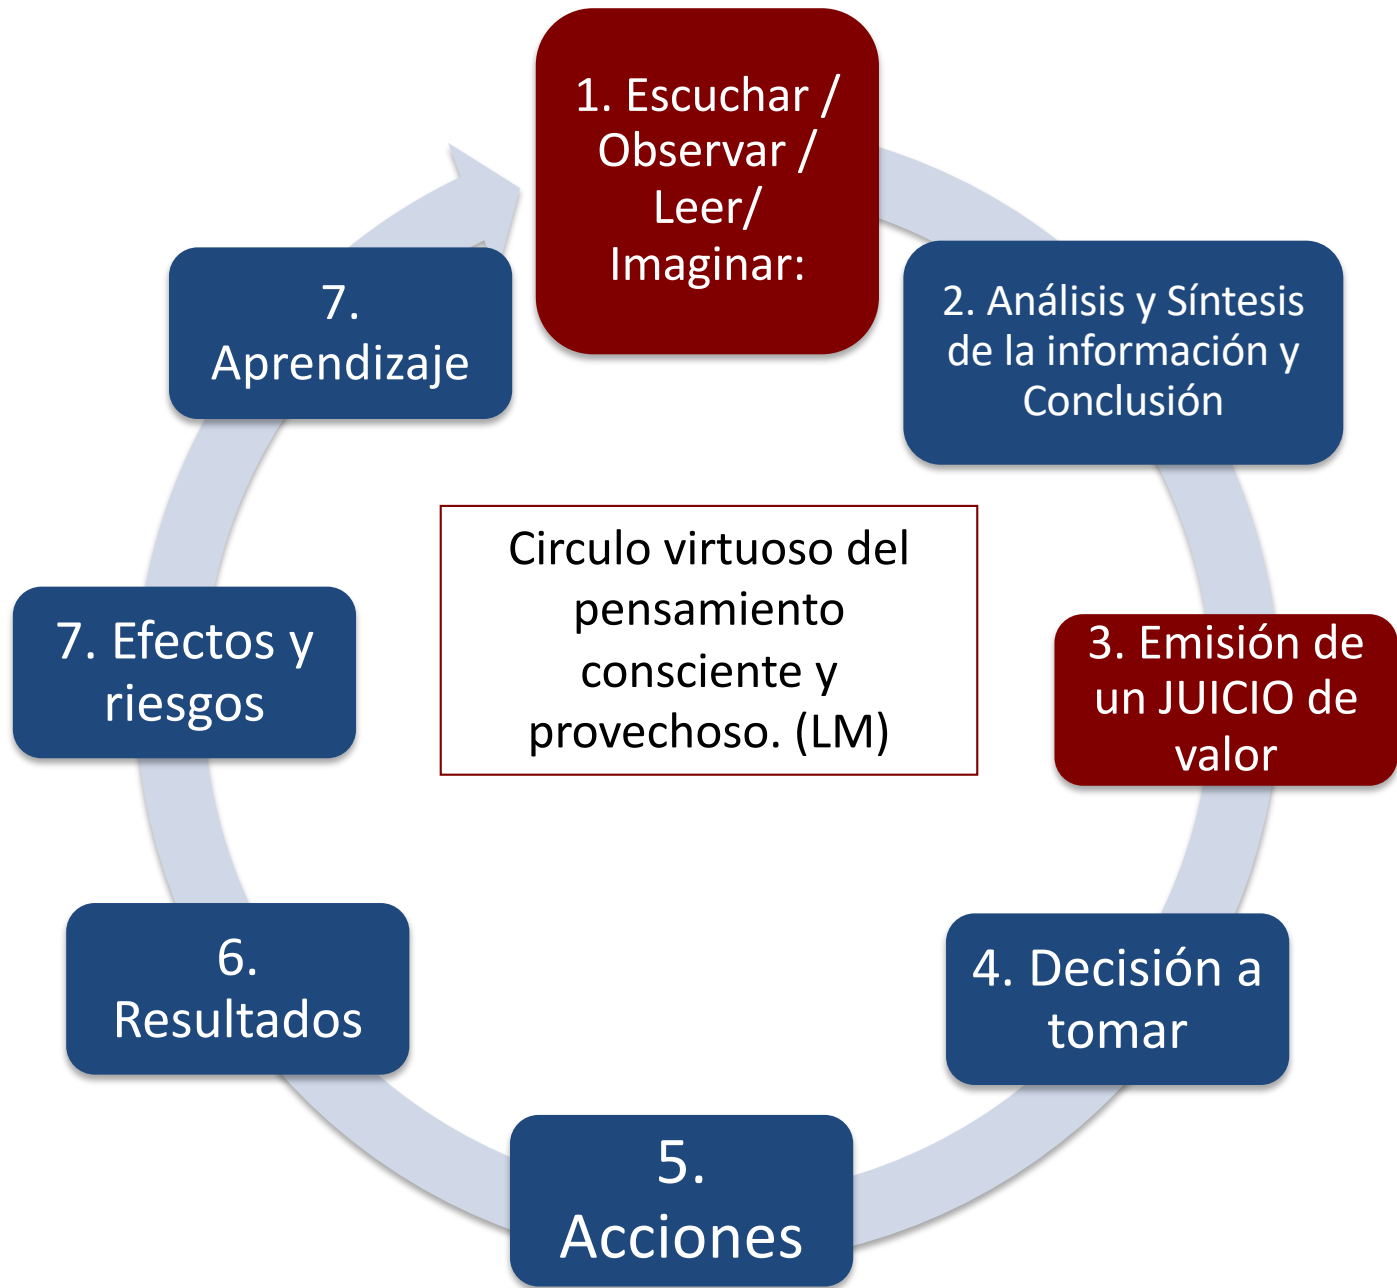 1. Escuchar /
Observar /
Leer/
Imaginar:
2. Análisis y Síntesis
de la información y
Conclusión
3. Emisión de
un JUICIO de
valor
4. Decisión a
tomar
5.
Acciones
6.
Resultados
7. Efectos y
riesgos
7.
Aprendizaje
Circulo virtuoso del
pensamiento
consciente y
provechoso. (LM)